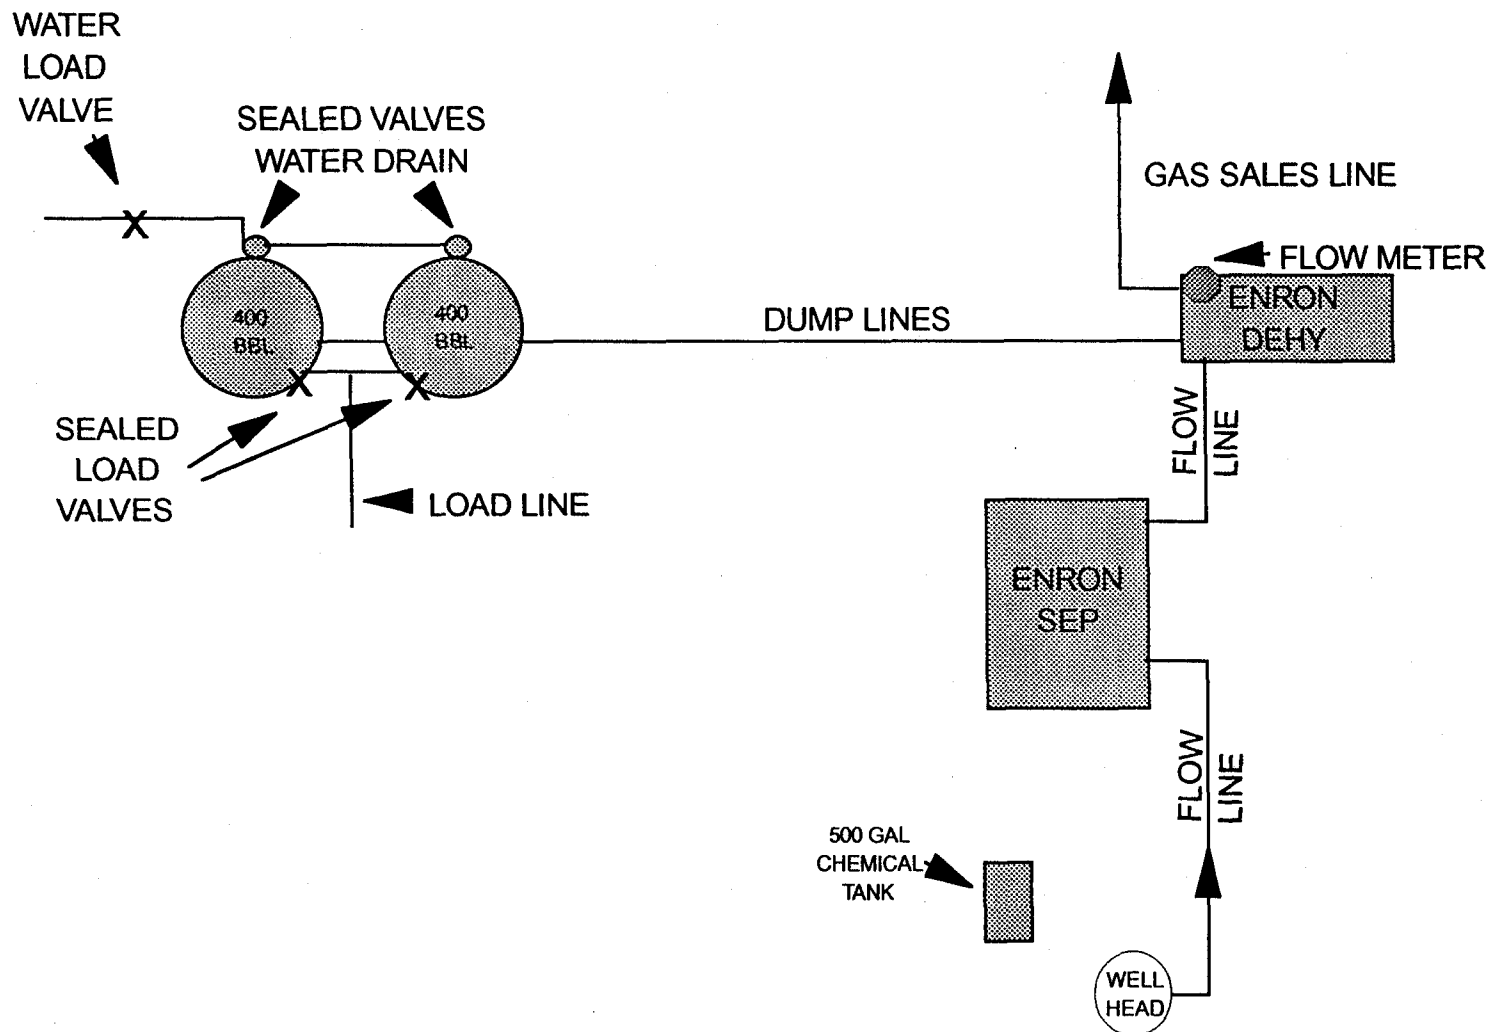 WATER
LOAD
VALVE
SEALED VALVES
WATER DRAIN
GAS SALES LINE
FLOW METER
ENRON
DEHY
400
BBL
400
BBL
DUMP LINES
FLOW
LINE
SEALED
LOAD
VALVES
LOAD LINE
ENRON
SEP
FLOW
LINE
500 GAL
CHEMICAL
TANK
WELL
HEAD